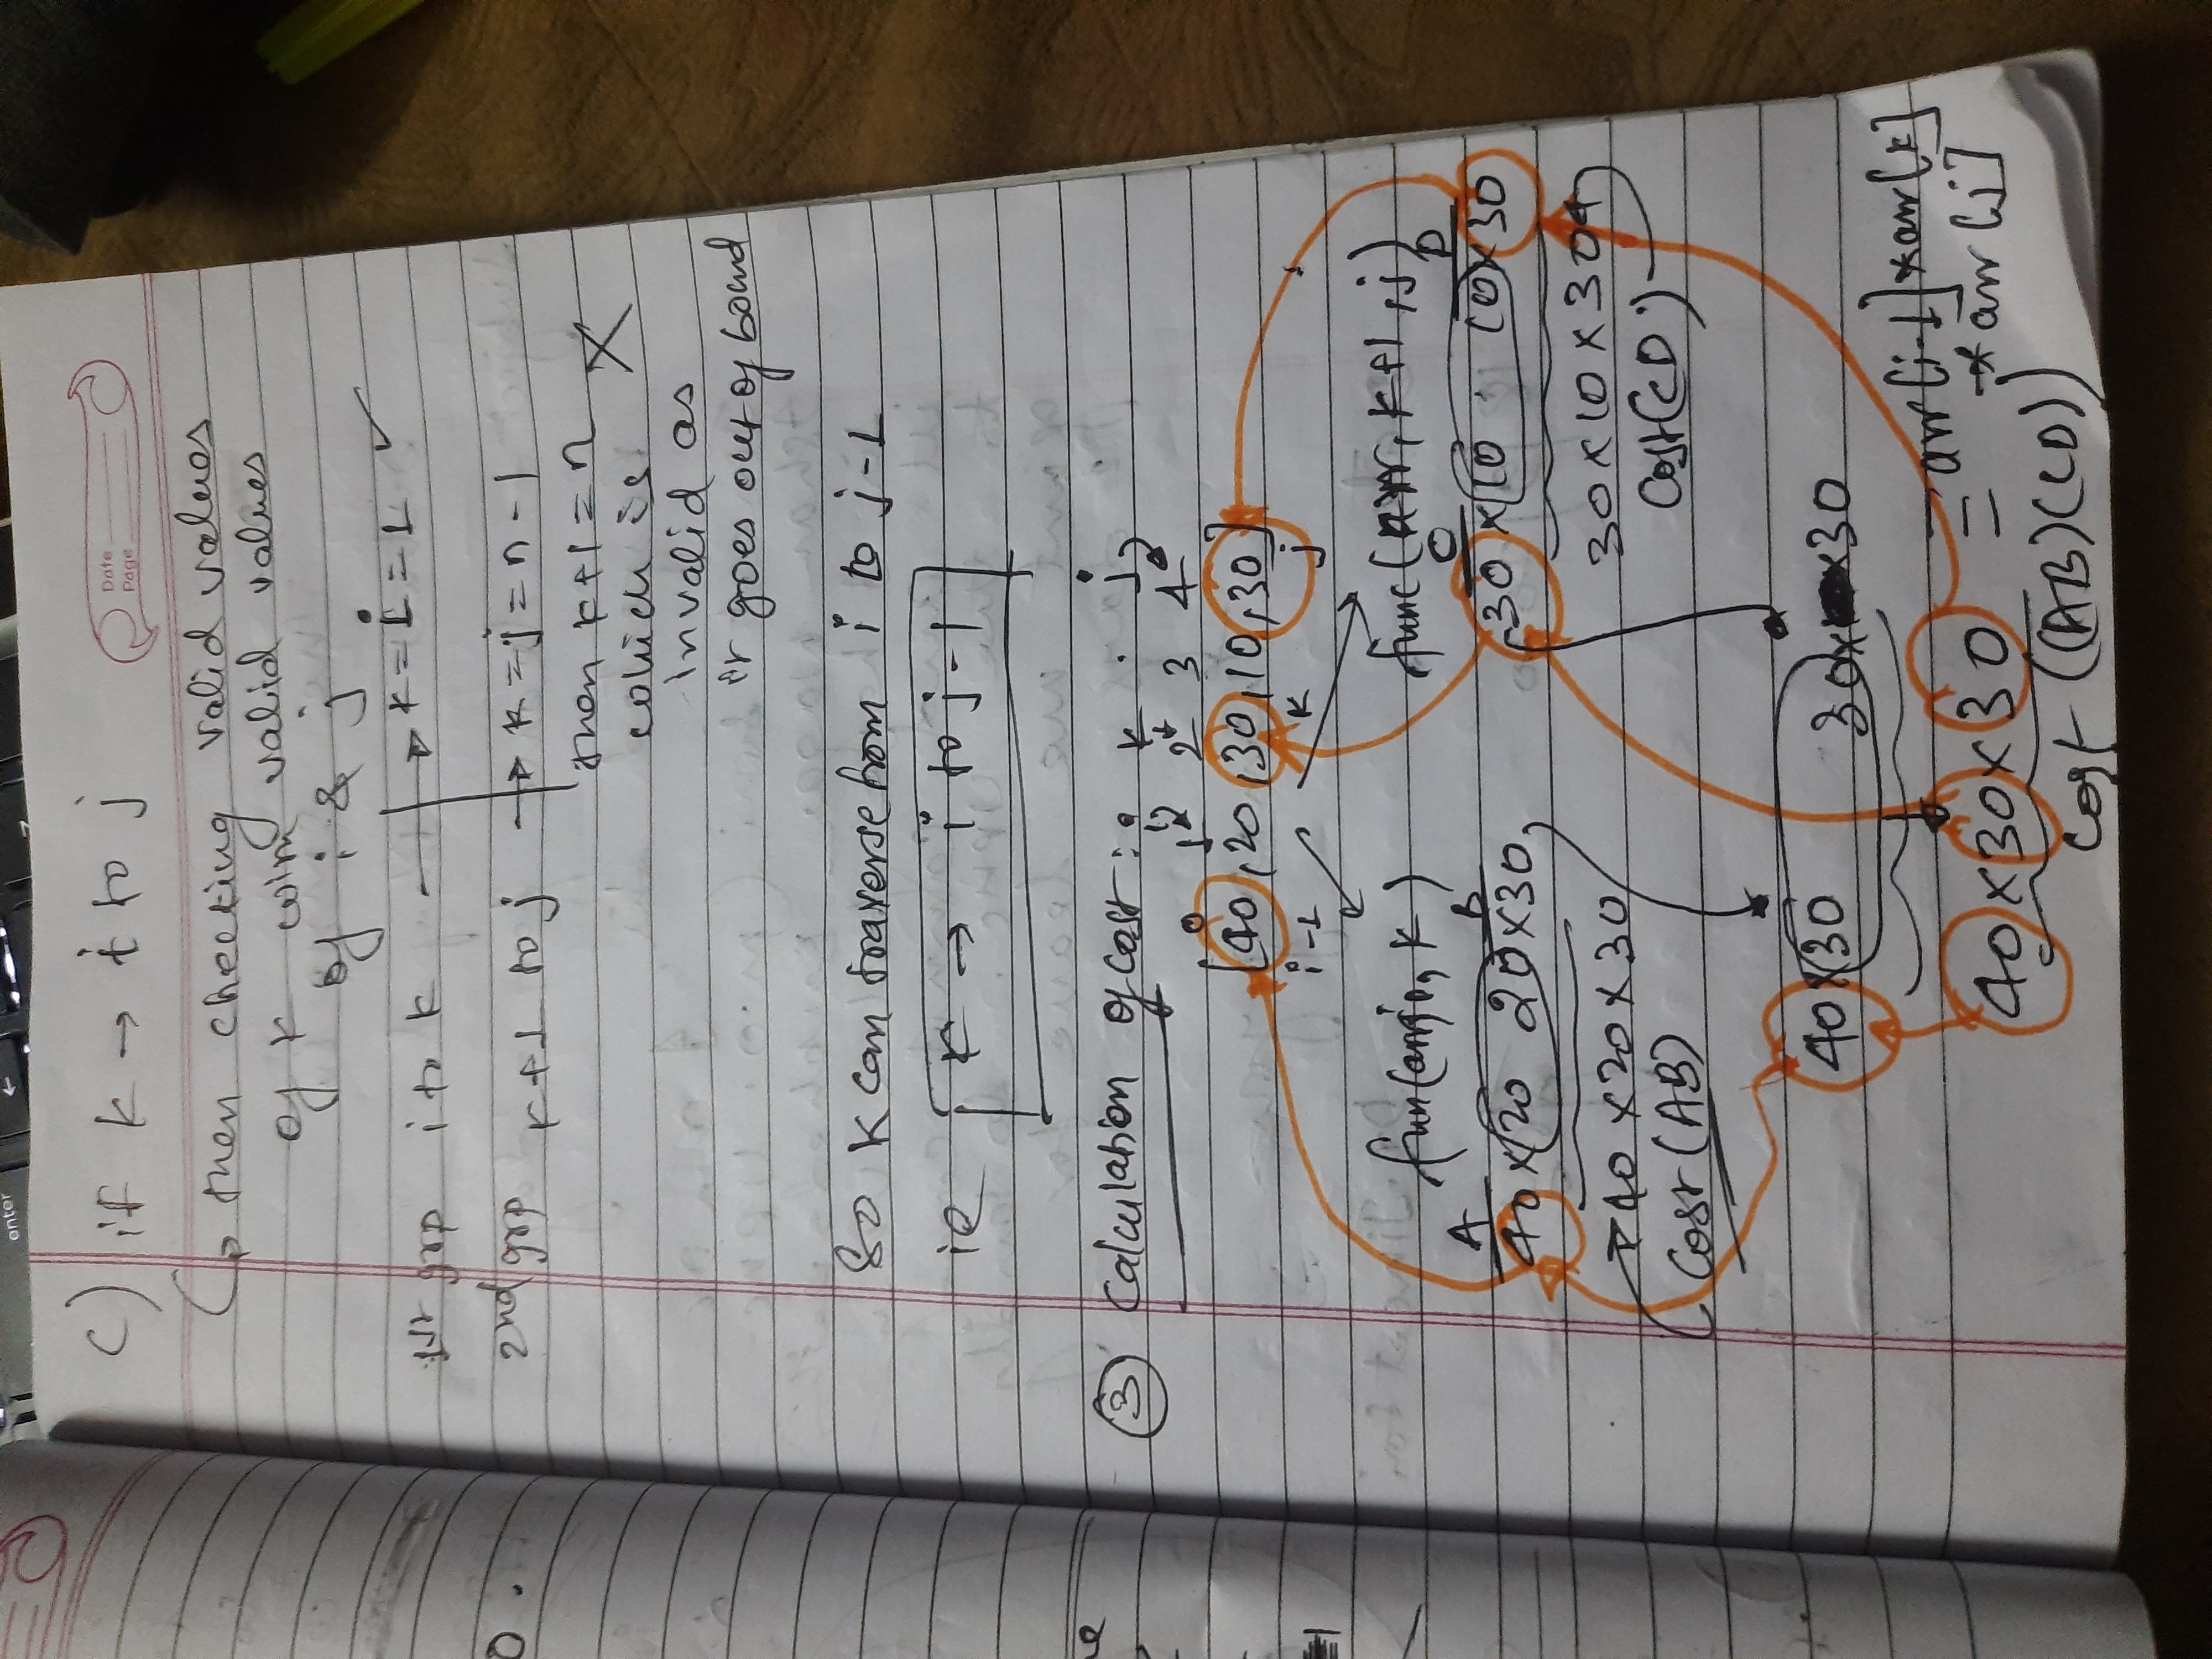 enter
Date
Page
C) if k → i to j
↳ then checking valid values
of k with valid values
of i & j
1st grp i to k → k = i = 1 ✓
2nd grp k+1 to j → k = j = n - 1
then k+1 = n ✗
which is
invalid as
it goes out of bound
So k can traverse from i to j-1
ie k → i to j-1
③ Calculation of cost: i k j
0 1 2 3 4
[40, 20, 30, 10, 30]
i-1 k j
fun(arr, i, k) func(arr, k+1, j)
A B C D
40 × 20 20 × 30 30 × 10 10 × 30
40 × 20 × 30 30 × 10 × 30
Cost (AB) Cost (CD)
40 × 30 30 × 30
40 × 30 × 30 = arr[i-1] * arr[k]
* arr[j]
Cost ((AB)(CD))
0.